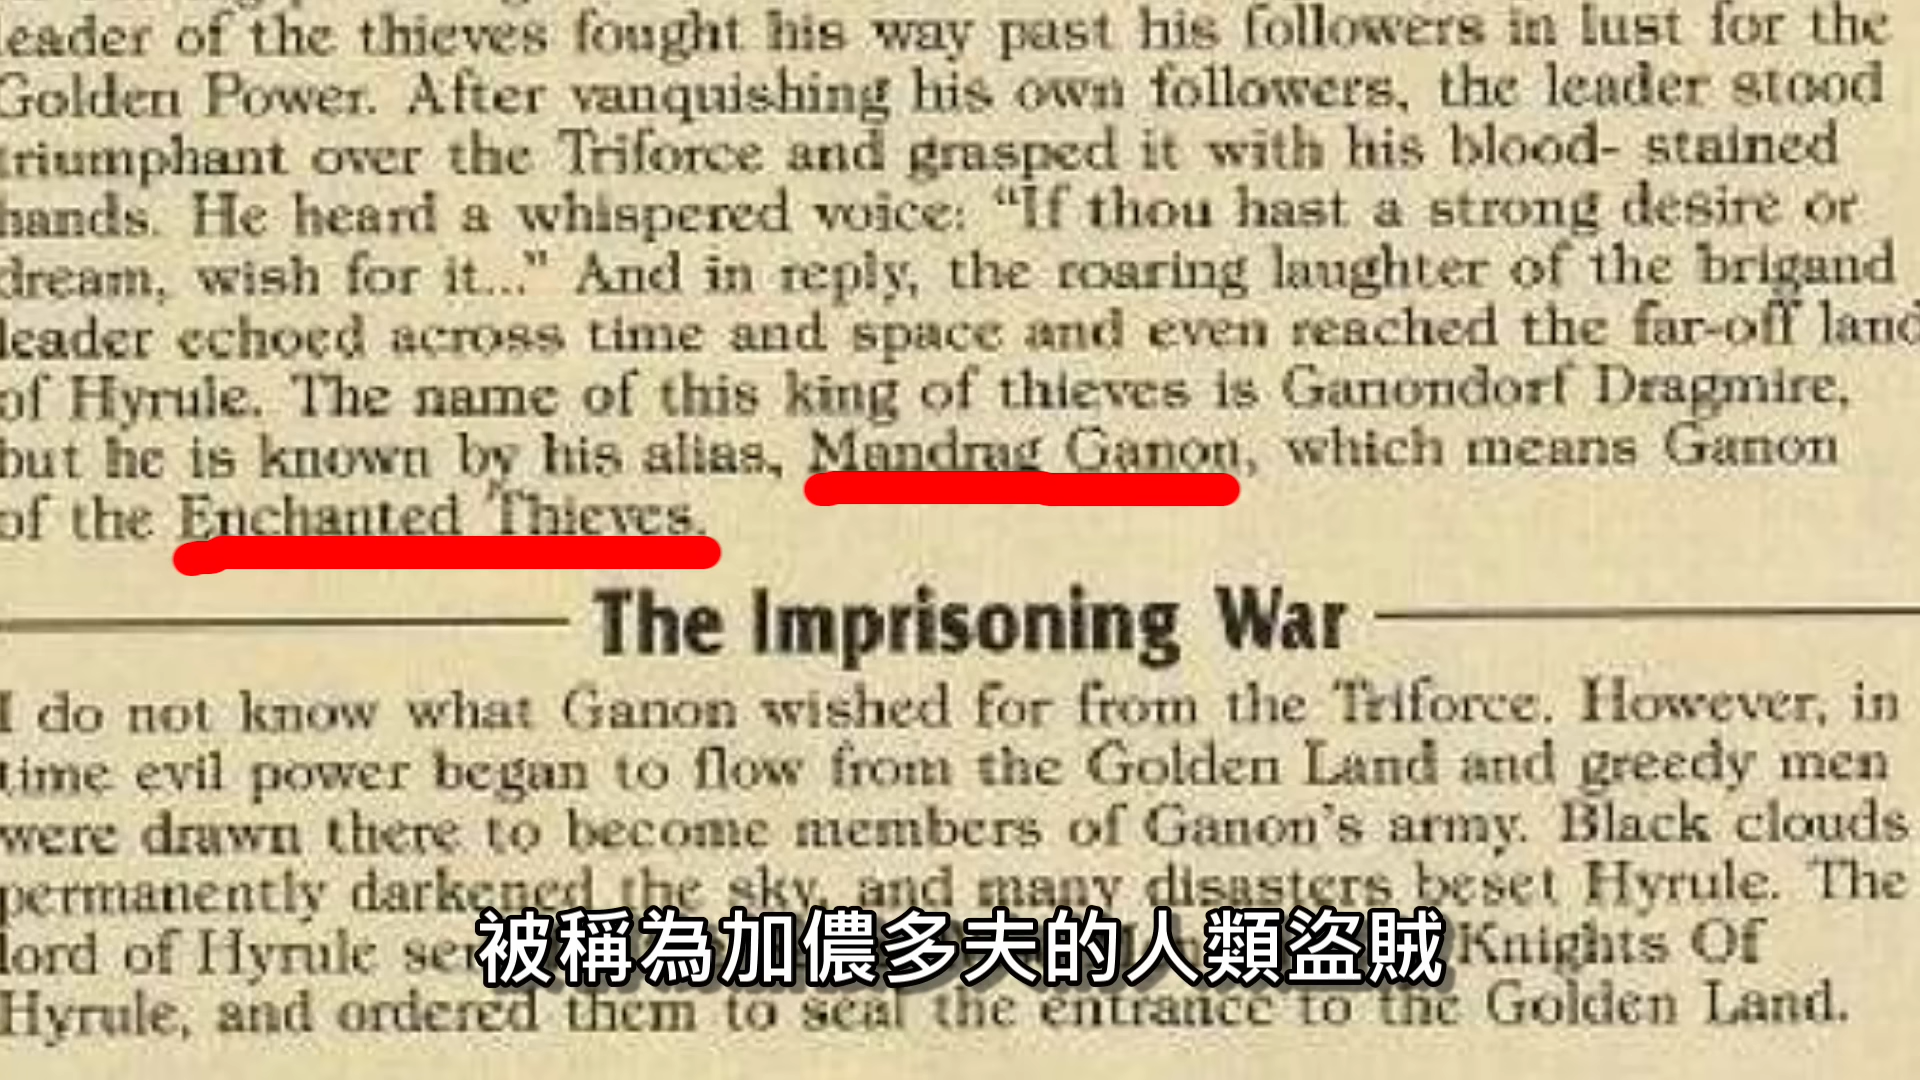 leader of the thieves fought his way past his followers in lust for the
Golden Power. After vanquishing his own followers, the leader stood
triumphant over the Triforce and grasped it with his blood- stained
hands. He heard a whispered voice: “If thou hast a strong desire or
dream, wish for it...” And in reply, the roaring laughter of the brigand
leader echoed across time and space and even reached the far-off land
of Hyrule. The name of this king of thieves is Ganondorf Dragmire,
but he is known by his alias, Mandrag Ganon, which means Ganon
of the Enchanted Thieves.
The Imprisoning War
I do not know what Ganon wished for from the Triforce. However, in
time evil power began to flow from the Golden Land and greedy men
were drawn there to become members of Ganon's army. Black clouds
permanently darkened the sky, and many disasters beset Hyrule. The
lord of Hyrule Knights Of
被稱為加儂多夫的人類盜賊
Hyrule, and ordered them to seal the entrance to the Golden Land.